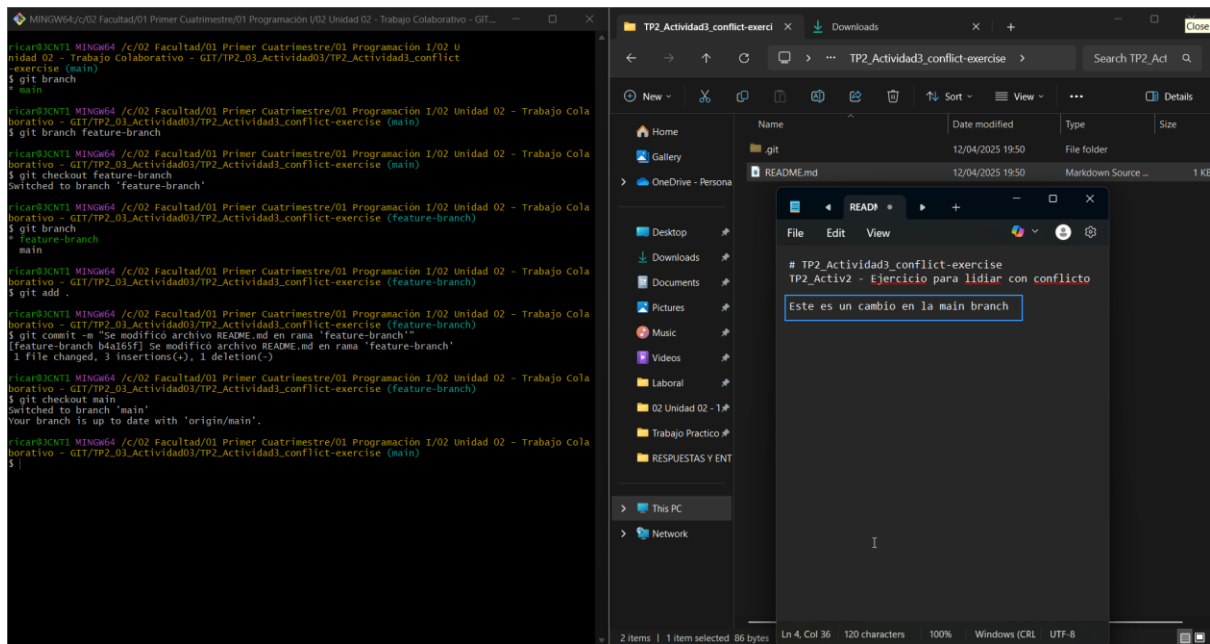 MINGW64:/c/02 Facultad/01 Primer Cuatrimestre/01 Programación I/02 Unidad 02 - Trabajo Colaborativo - GIT...
ricar@JCNT1 MINGW64 /c/02 Facultad/01 Primer Cuatrimestre/01 Programación I/02 U
nidad 02 - Trabajo Colaborativo - GIT/TP2_03_Actividad03/TP2_Actividad3_conflict
-exercise (main)
$ git branch
* main
ricar@JCNT1 MINGW64 /c/02 Facultad/01 Primer Cuatrimestre/01 Programación I/02 Unidad 02 - Trabajo Cola
borativo - GIT/TP2_03_Actividad03/TP2_Actividad3_conflict-exercise (main)
$ git branch feature-branch
ricar@JCNT1 MINGW64 /c/02 Facultad/01 Primer Cuatrimestre/01 Programación I/02 Unidad 02 - Trabajo Cola
borativo - GIT/TP2_03_Actividad03/TP2_Actividad3_conflict-exercise (main)
$ git checkout feature-branch
Switched to branch 'feature-branch'
ricar@JCNT1 MINGW64 /c/02 Facultad/01 Primer Cuatrimestre/01 Programación I/02 Unidad 02 - Trabajo Cola
borativo - GIT/TP2_03_Actividad03/TP2_Actividad3_conflict-exercise (feature-branch)
$ git branch
* feature-branch
main
ricar@JCNT1 MINGW64 /c/02 Facultad/01 Primer Cuatrimestre/01 Programación I/02 Unidad 02 - Trabajo Cola
borativo - GIT/TP2_03_Actividad03/TP2_Actividad3_conflict-exercise (feature-branch)
$ git add .
ricar@JCNT1 MINGW64 /c/02 Facultad/01 Primer Cuatrimestre/01 Programación I/02 Unidad 02 - Trabajo Cola
borativo - GIT/TP2_03_Actividad03/TP2_Actividad3_conflict-exercise (feature-branch)
$ git commit -m "Se modificó archivo README.md en rama 'feature-branch'"
[feature-branch b4a165f] Se modificó archivo README.md en rama 'feature-branch'
1 file changed, 3 insertions(+), 1 deletion(-)
ricar@JCNT1 MINGW64 /c/02 Facultad/01 Primer Cuatrimestre/01 Programación I/02 Unidad 02 - Trabajo Cola
borativo - GIT/TP2_03_Actividad03/TP2_Actividad3_conflict-exercise (feature-branch)
$ git checkout main
Switched to branch 'main'
Your branch is up to date with 'origin/main'.
ricar@JCNT1 MINGW64 /c/02 Facultad/01 Primer Cuatrimestre/01 Programación I/02 Unidad 02 - Trabajo Cola
borativo - GIT/TP2_03_Actividad03/TP2_Actividad3_conflict-exercise (main)
$
TP2_Actividad3_conflict-exerci
Downloads
Close
TP2_Actividad3_conflict-exercise
Search TP2_Act
New
Sort
View
Details
Home
Gallery
OneDrive - Persona
Desktop
Downloads
Documents
Pictures
Music
Videos
Laboral
02 Unidad 02 - 1
Trabajo Practico
RESPUESTAS Y ENT
This PC
Network
Name Date modified Type Size
.git 12/04/2025 19:50 File folder
README.md 12/04/2025 19:50 Markdown Source ... 1 KB
READM
File Edit View
# TP2_Actividad3_conflict-exercise
TP2_Activ2 - Ejercicio para lidiar con conflicto
Este es un cambio en la main branch
Ln 4, Col 36 120 characters 100% Windows (CRL UTF-8
2 items 1 item selected 86 bytes